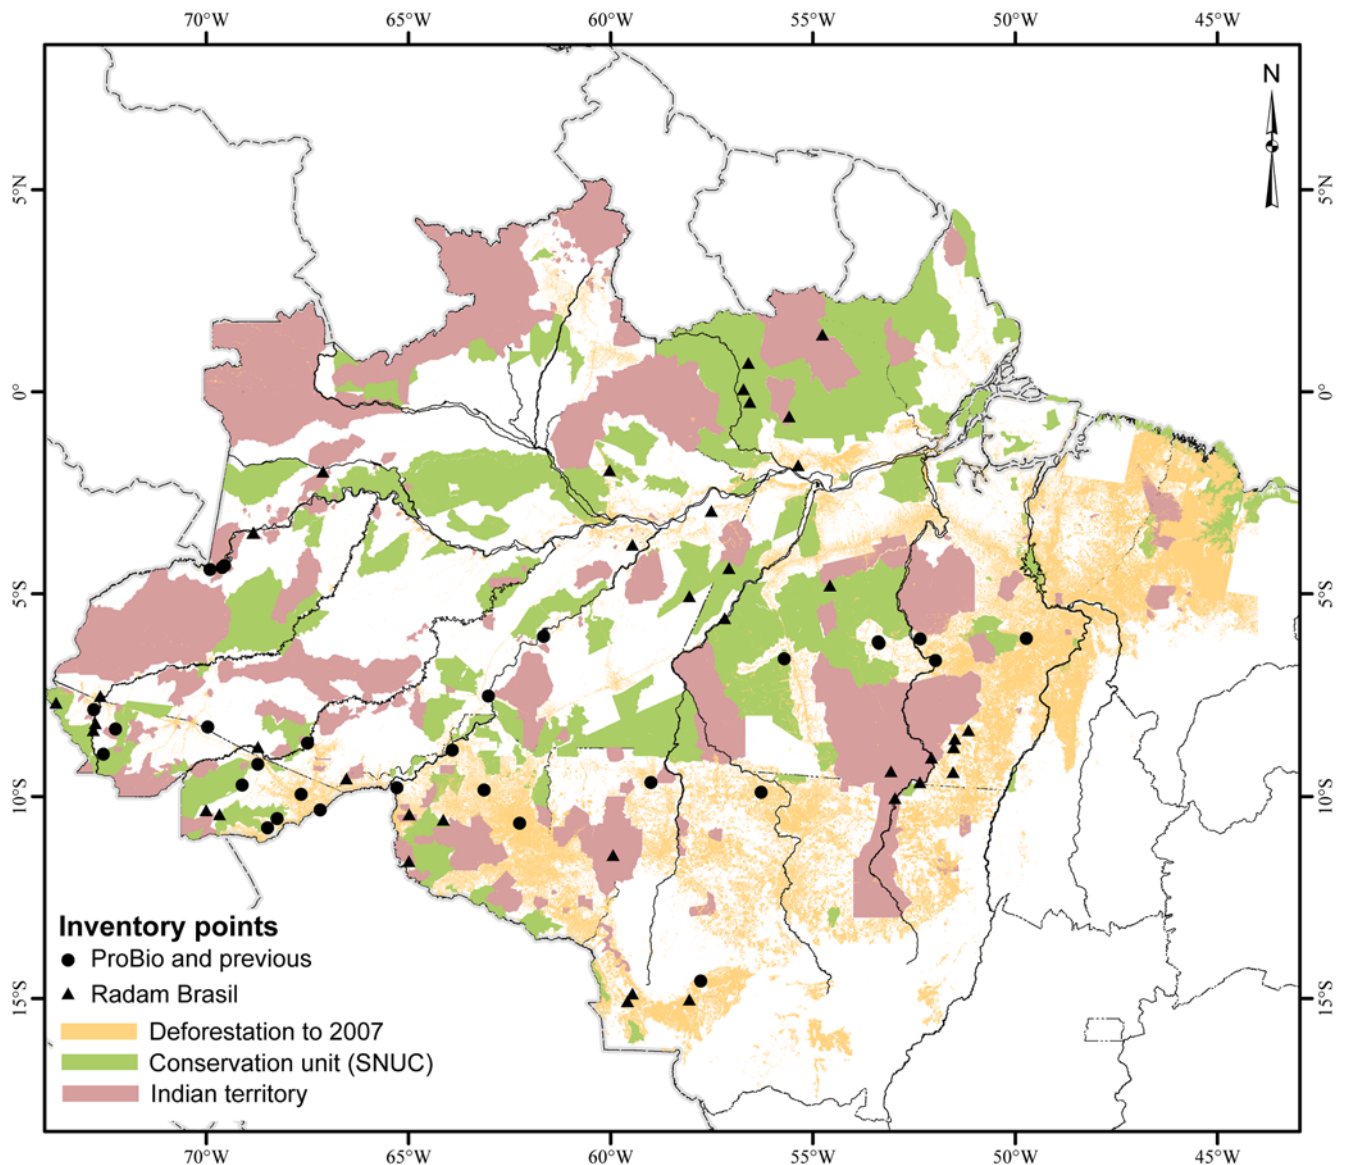 70°W 65°W 60°W 55°W 50°W 45°W
N
5°N 5°N
0° 0°
5°S 5°S
10°S 10°S
15°S 15°S
Inventory points
ProBio and previous
Radam Brasil
Deforestation to 2007
Conservation unit (SNUC)
Indian territory
70°W 65°W 60°W 55°W 50°W 45°W